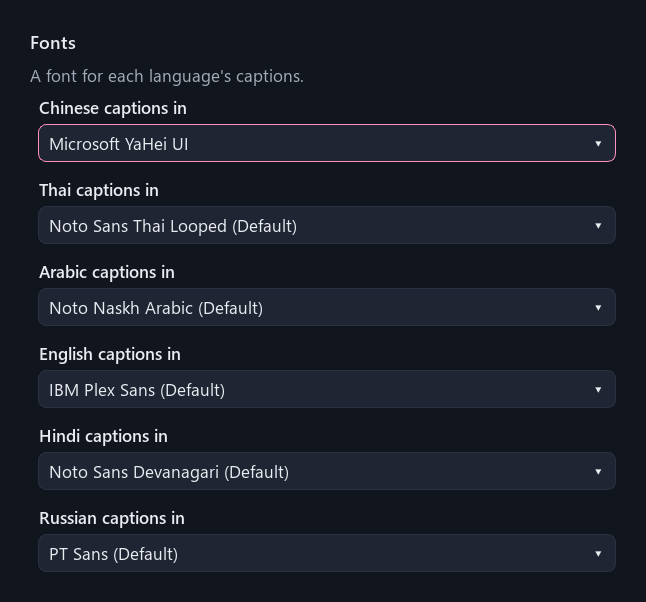 Fonts
A font for each language's captions.
Chinese captions in
Microsoft YaHei UI
Thai captions in
Noto Sans Thai Looped (Default)
Arabic captions in
Noto Naskh Arabic (Default)
English captions in
IBM Plex Sans (Default)
Hindi captions in
Noto Sans Devanagari (Default)
Russian captions in
PT Sans (Default)